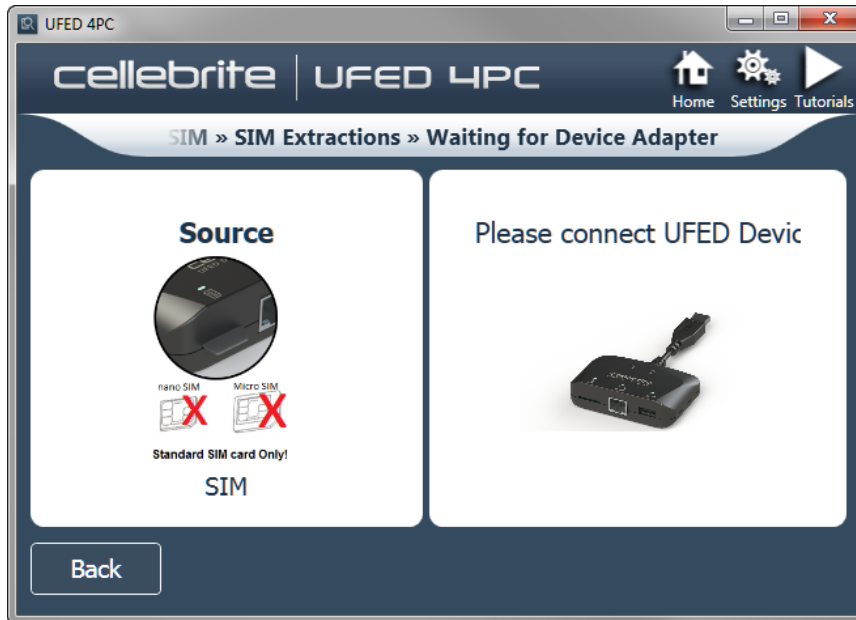 UFED 4PC
cellebrite UFED 4PC
Home Settings Tutorials
SIM » SIM Extractions » Waiting for Device Adapter
Source
nano SIM Micro SIM
X X
Standard SIM card Only!
SIM
Please connect UFED Devic
Back